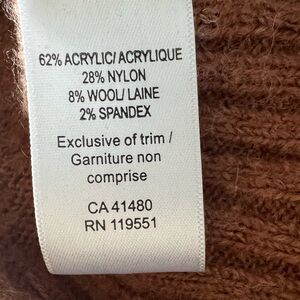 62% ACRYLIC/ ACRYLIQUE
28% NYLON
8% WOOL/ LAINE
2% SPANDEX
Exclusive of trim /
Garniture non
comprise
CA 41480
RN 119551